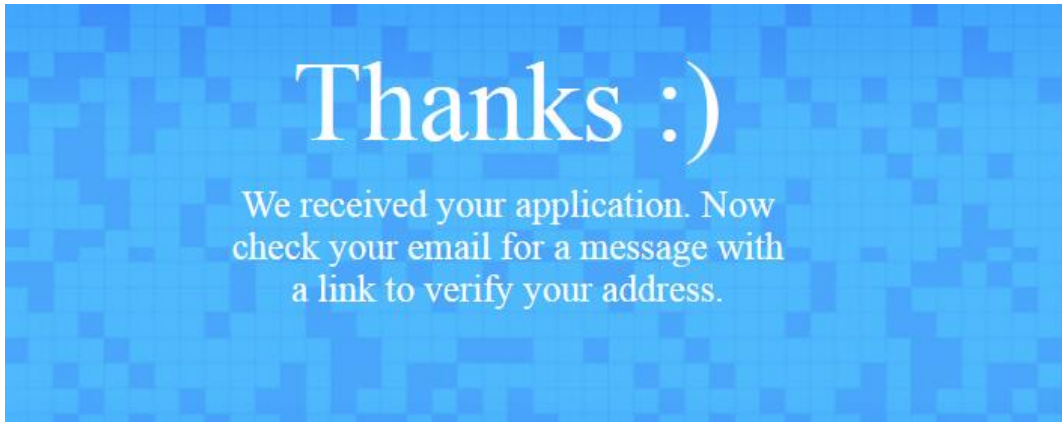 Thanks :)
We received your application. Now
check your email for a message with
a link to verify your address.